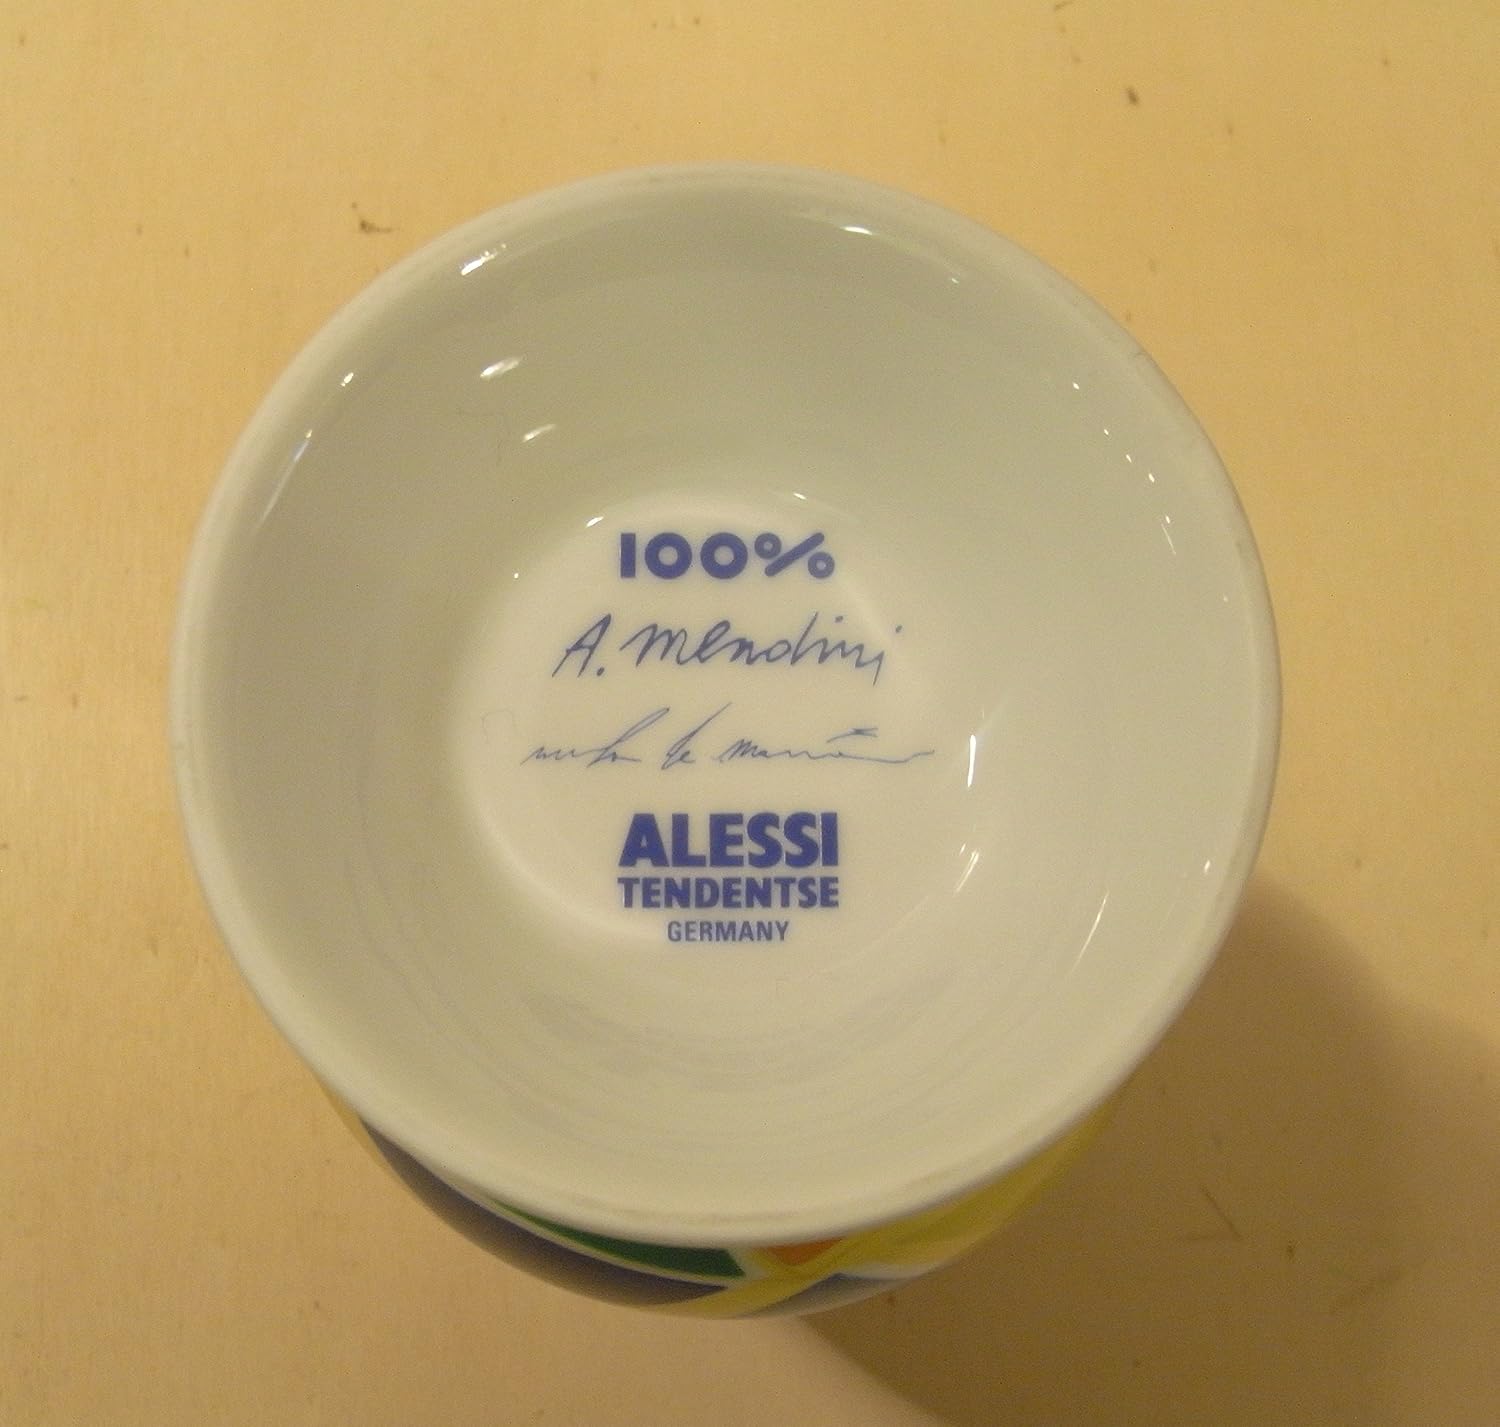 100%
A. Mendini
ALESSI
TENDENTSE
GERMANY